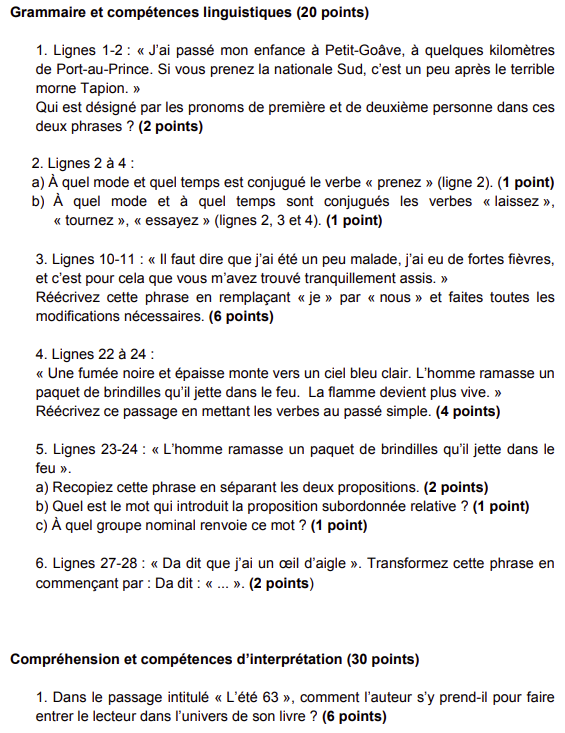 Grammaire et compétences linguistiques (20 points)
1. Lignes 1-2 : « J'ai passé mon enfance à Petit-Goâve, à quelques kilomètres
de Port-au-Prince. Si vous prenez la nationale Sud, c'est un peu après le terrible
morne Tapion. »
Qui est désigné par les pronoms de première et de deuxième personne dans ces
deux phrases ? (2 points)
2. Lignes 2 à 4 :
a) À quel mode et quel temps est conjugué le verbe « prenez » (ligne 2). (1 point)
b) À quel mode et à quel temps sont conjugués les verbes « laissez »,
« tournez », « essayez » (lignes 2, 3 et 4). (1 point)
3. Lignes 10-11 : « Il faut dire que j'ai été un peu malade, j'ai eu de fortes fièvres,
et c'est pour cela que vous m'avez trouvé tranquillement assis. »
Réécrivez cette phrase en remplaçant « je » par « nous » et faites toutes les
modifications nécessaires. (6 points)
4. Lignes 22 à 24 :
« Une fumée noire et épaisse monte vers un ciel bleu clair. L'homme ramasse un
paquet de brindilles qu'il jette dans le feu. La flamme devient plus vive. »
Réécrivez ce passage en mettant les verbes au passé simple. (4 points)
5. Lignes 23-24 : « L'homme ramasse un paquet de brindilles qu'il jette dans le
feu ».
a) Recopiez cette phrase en séparant les deux propositions. (2 points)
b) Quel est le mot qui introduit la proposition subordonnée relative ? (1 point)
c) À quel groupe nominal renvoie ce mot ? (1 point)
6. Lignes 27-28 : « Da dit que j'ai un œil d'aigle ». Transformez cette phrase en
commençant par : Da dit : « ... ». (2 points)
Compréhension et compétences d'interprétation (30 points)
1. Dans le passage intitulé « L'été 63 », comment l'auteur s'y prend-il pour faire
entrer le lecteur dans l'univers de son livre ? (6 points)